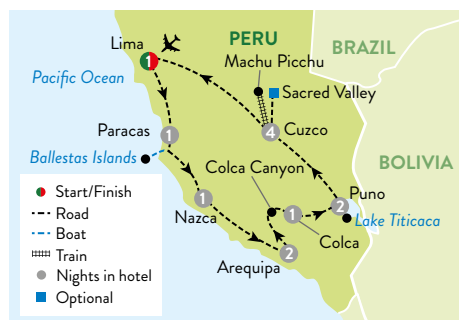 Lima
1
PERU
BRAZIL
Machu Picchu
Pacific Ocean
Sacred Valley
Paracas
1
4
Cuzco
Ballestas Islands
Colca Canyon
BOLIVIA
Puno
2
1
Nazca
1
Lake Titicaca
Colca
Arequipa
2
Start/Finish
Road
Boat
Train
Nights in hotel
Optional